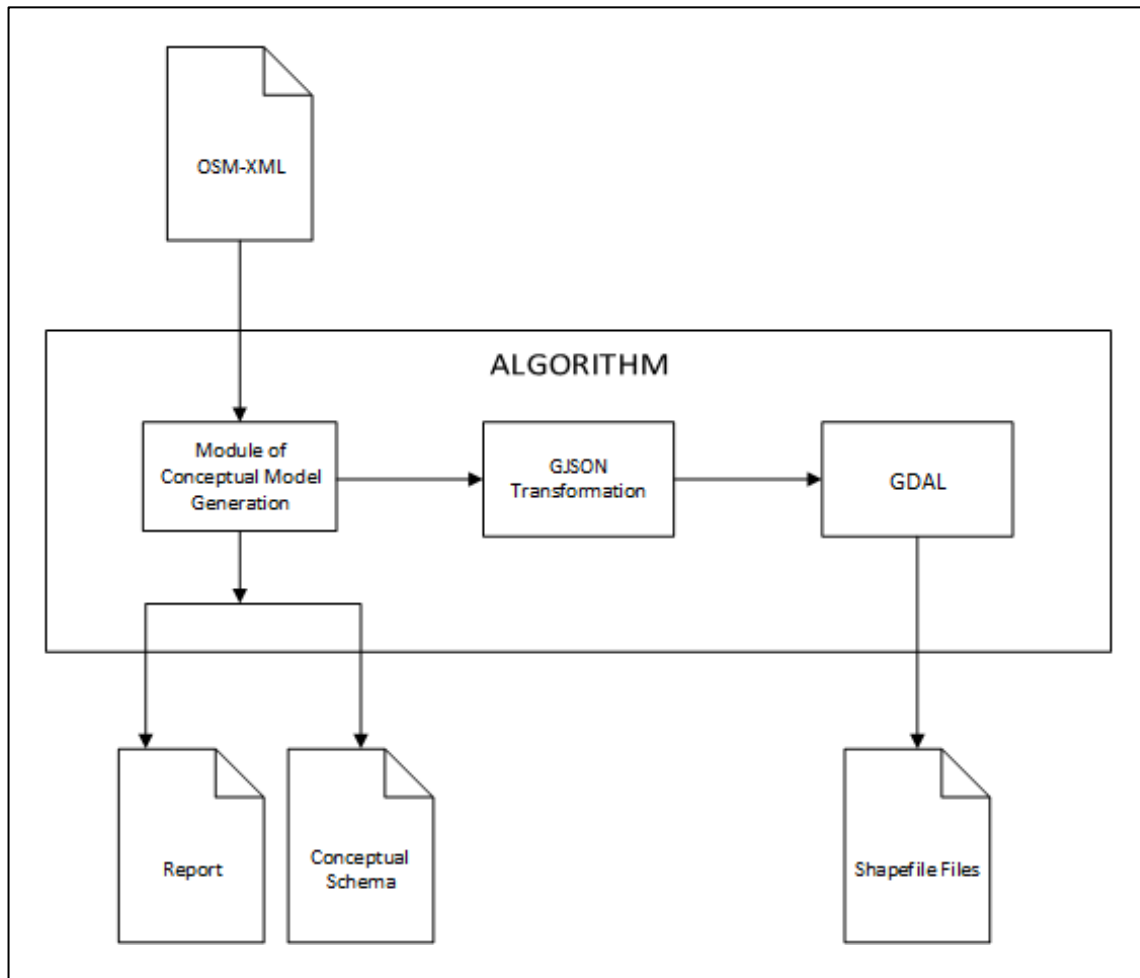 OSM-XML
ALGORITHM
Module of
Conceptual Model
Generation
GJSON
Transformation
GDAL
Report
Conceptual
Schema
Shapefile Files